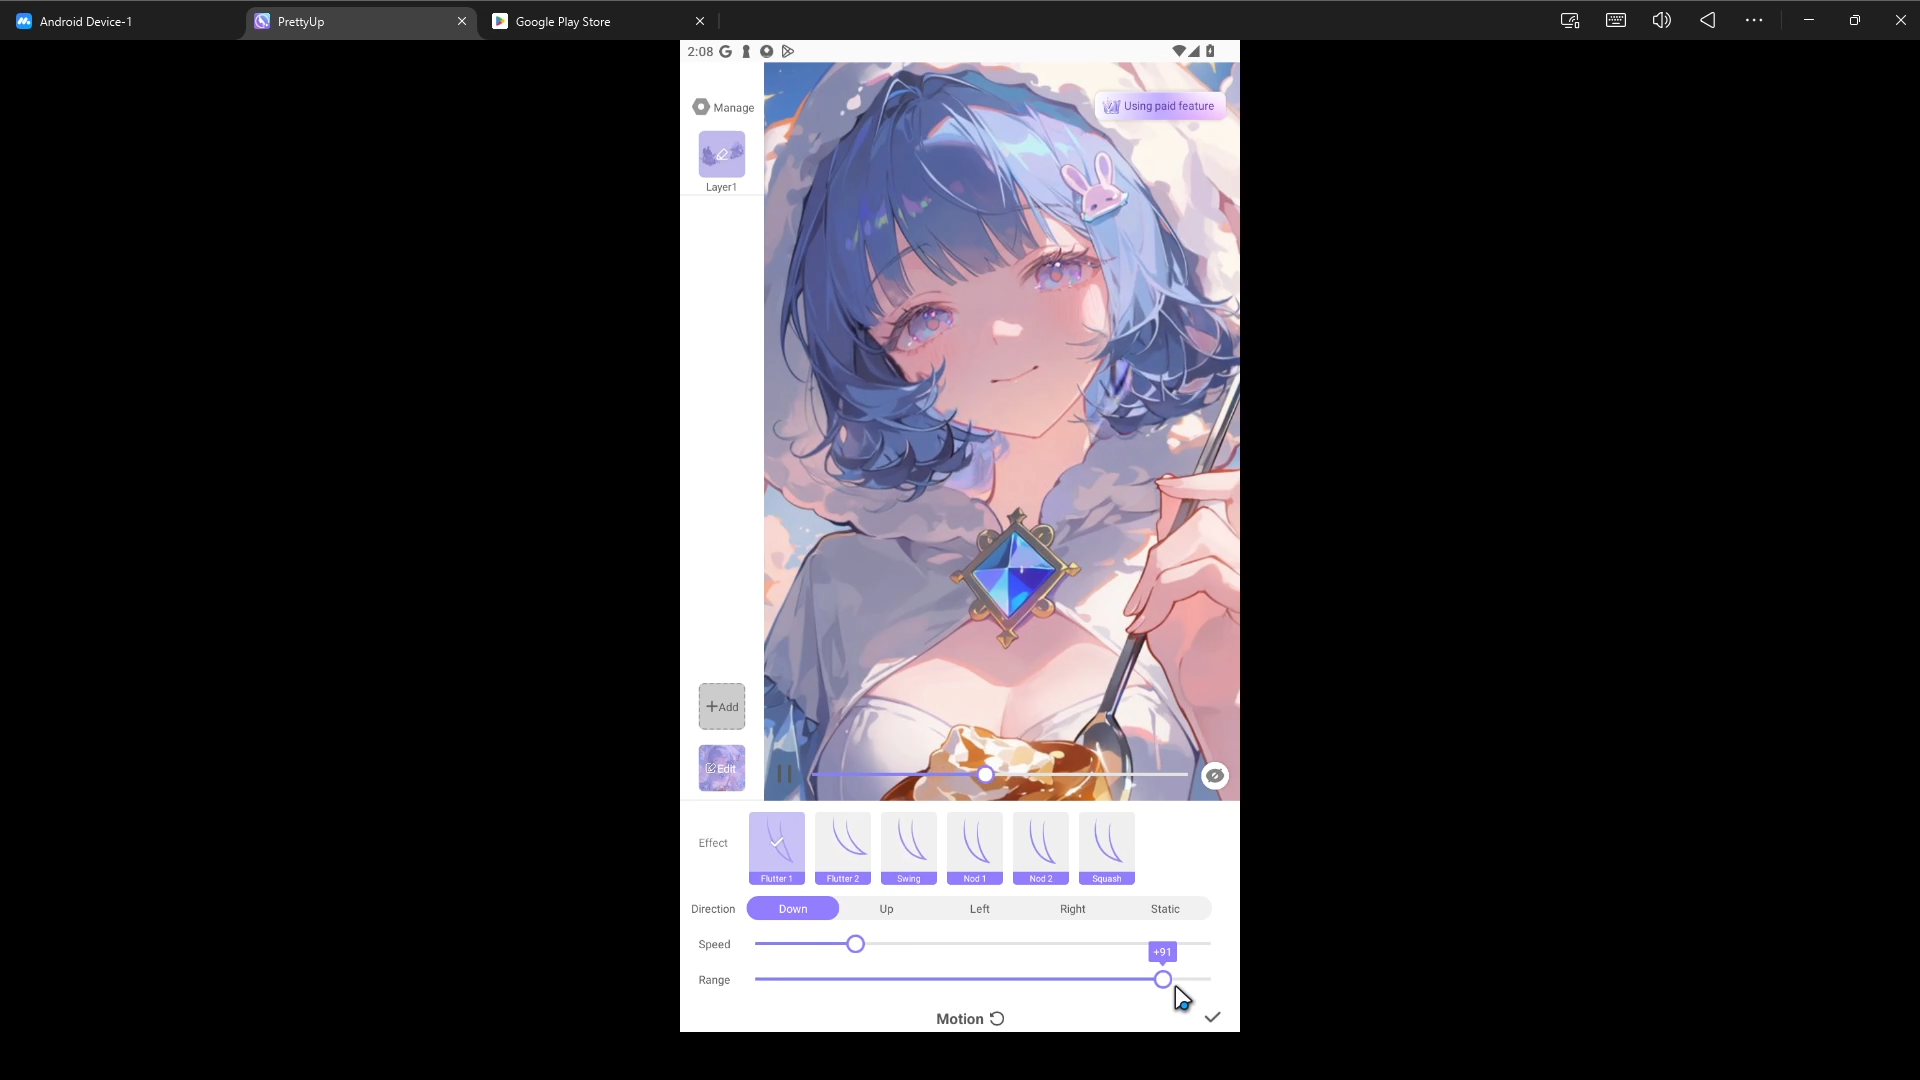 Android Device-1
PrettyUp
Google Play Store
2:08
Manage
Using paid feature
Layer1
+Add
Edit
Effect
Flutter 1
Flutter 2
Swing
Nod 1
Nod 2
Squash
Direction
Down
Up
Left
Right
Static
Speed
+91
Range
Motion